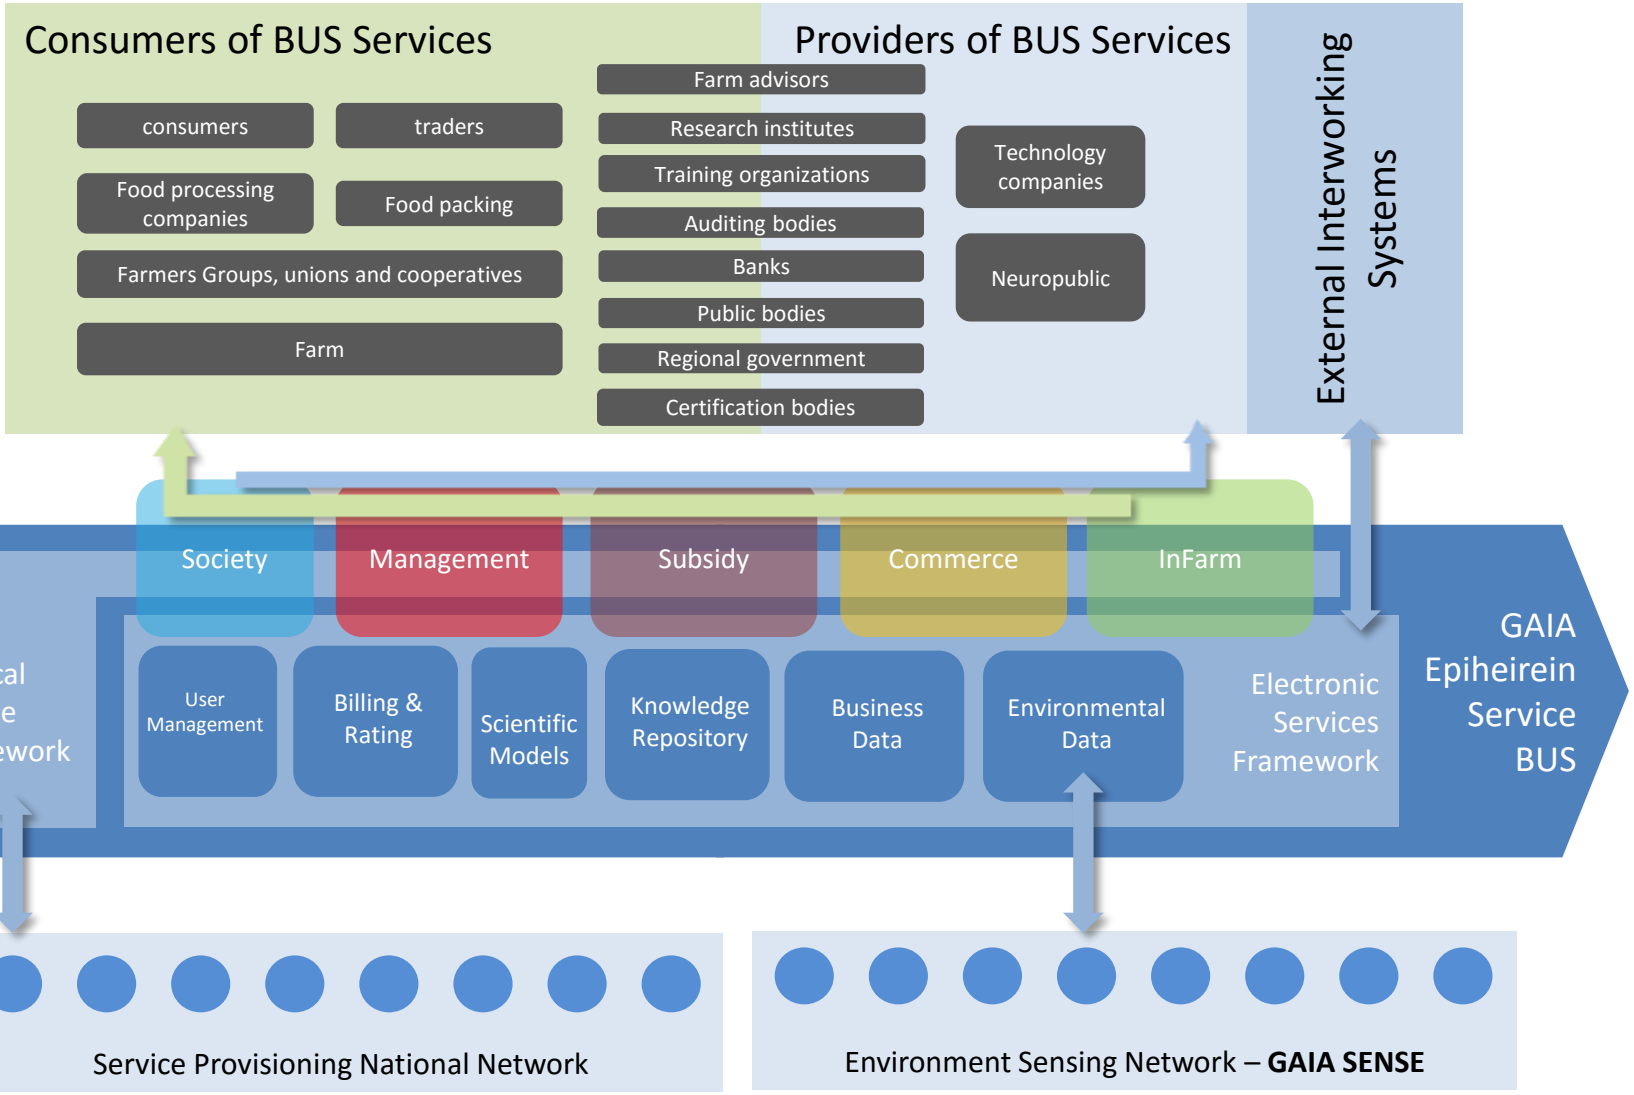 Consumers of BUS Services
Providers of BUS Services
External Interworking
Systems
consumers
traders
Food processing
companies
Food packing
Farmers Groups, unions and cooperatives
Farm
Farm advisors
Research institutes
Training organizations
Auditing bodies
Banks
Public bodies
Regional government
Certification bodies
Technology
companies
Neuropublic
Society
Management
Subsidy
Commerce
InFarm
User
Management
Billing &
Rating
Scientific
Models
Knowledge
Repository
Business
Data
Environmental
Data
Electronic
Services
Framework
GAIA
Epiheirein
Service
BUS
Service Provisioning National Network
Environment Sensing Network – GAIA SENSE